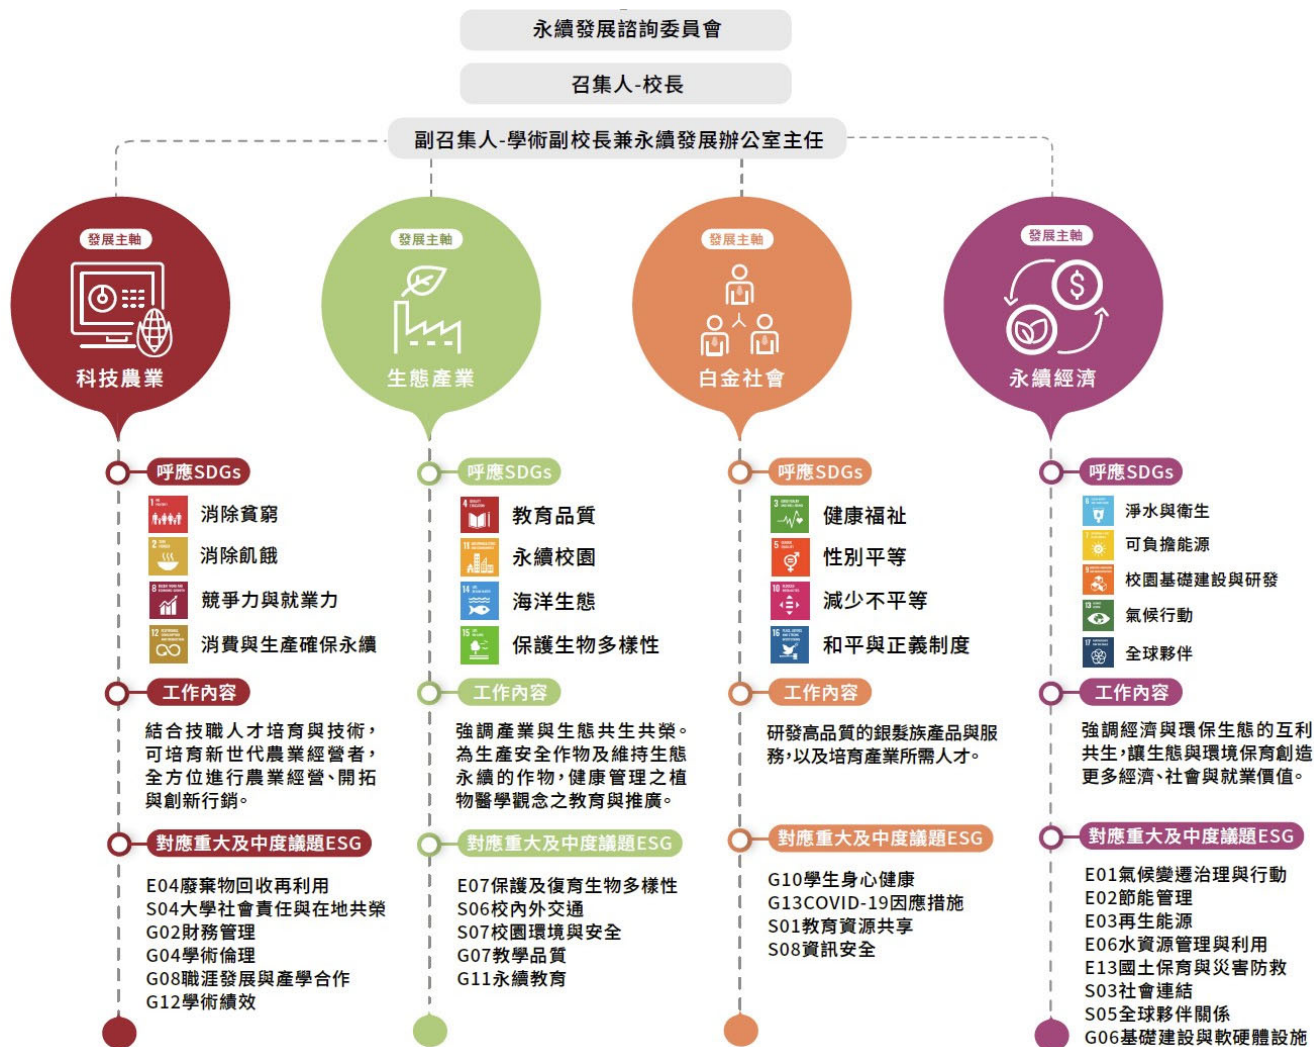 永續發展諮詢委員會
召集人-校長
副召集人-學術副校長兼永續發展辦公室主任
發展主軸
科技農業
呼應SDGs
1
消除貧窮
2
消除飢餓
8
競爭力與就業力
12
消費與生產確保永續
工作內容
結合技職人才培育與技術，
可培育新世代農業經營者，
全方位進行農業經營、開拓
與創新行銷。
對應重大及中度議題ESG
E04廢棄物回收再利用
S04大學社會責任與在地共榮
G02財務管理
G04學術倫理
G08職涯發展與產學合作
G12學術績效
發展主軸
生態產業
呼應SDGs
4
教育品質
11
永續校園
14
海洋生態
15
保護生物多樣性
工作內容
強調產業與生態共生共榮。
為生產安全作物及維持生態
永續的作物，健康管理之植
物醫學觀念之教育與推廣。
對應重大及中度議題ESG
E07保護及復育生物多樣性
S06校內外交通
S07校園環境與安全
G07教學品質
G11永續教育
發展主軸
白金社會
呼應SDGs
3
健康福祉
5
性別平等
10
減少不平等
16
和平與正義制度
工作內容
研發高品質的銀髮族產品與服
務，以及培育產業所需人才。
對應重大及中度議題ESG
G10學生身心健康
G13COVID-19因應措施
S01教育資源共享
S08資訊安全
發展主軸
$
永續經濟
呼應SDGs
6
淨水與衛生
7
可負擔能源
9
校園基礎建設與研發
13
氣候行動
17
全球夥伴
工作內容
強調經濟與環保生態的互利
共生，讓生態與環境保育創造
更多經濟、社會與就業價值。
對應重大及中度議題ESG
E01氣候變遷治理與行動
E02節能管理
E03再生能源
E06水資源管理與利用
E13國土保育與災害防救
S03社會連結
S05全球夥伴關係
G06基礎建設與軟硬體設施